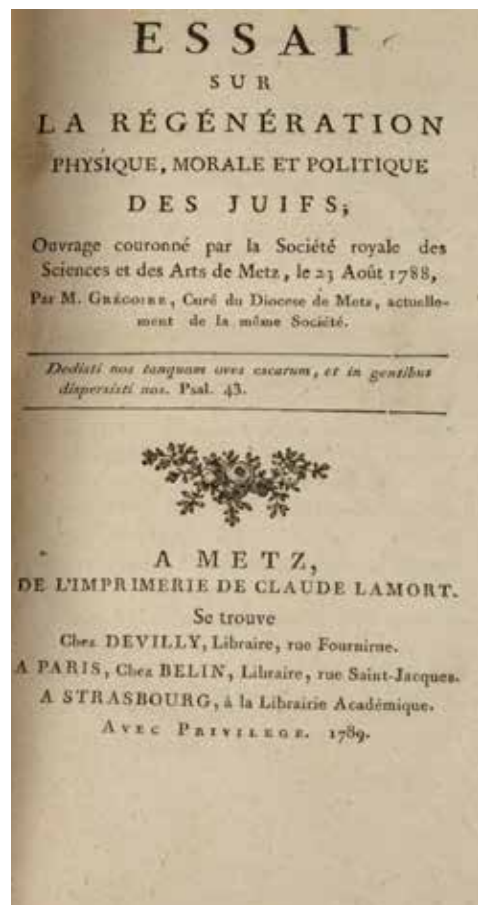 ESSAI
SUR
LA RÉGÉNÉRATION
PHYSIQUE, MORALE ET POLITIQUE
DES JUIFS;
Ouvrage couronné par la Société royale des
Sciences et des Arts de Metz, le 23 Août 1788,
Par M. GRÉGOIRE, Curé du Diocese de Metz, actuelle-
ment de la même Société.
Dedisti nos tanquam oves escarum, et in gentibus
dispersisti nos. Psal. 43.
A METZ,
DE L'IMPRIMERIE DE CLAUDE LAMORT.
Se trouve
Chez DEVILLY, Libraire, rue Fournirue.
A PARIS, Chez BELIN, Libraire, rue Saint-Jacques.
A STRASBOURG, à la Librairie Académique.
AVEC PRIVILEGE. 1789.